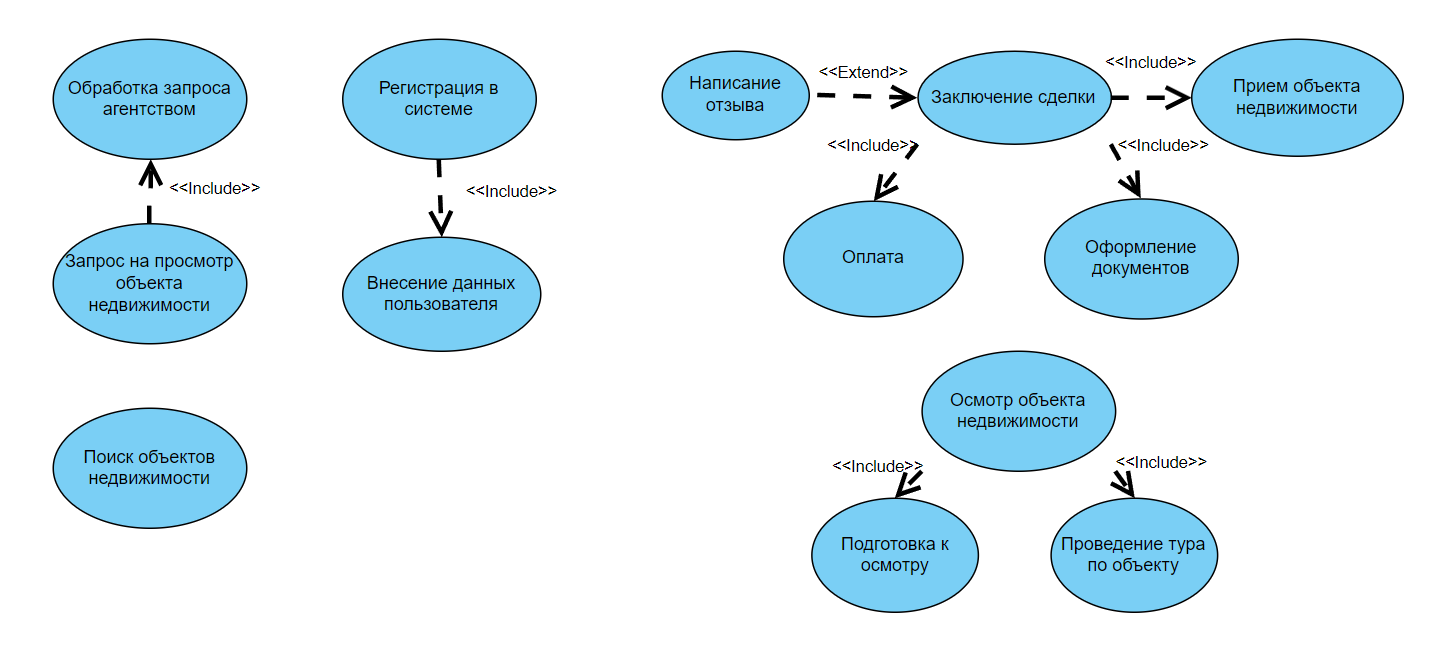 Обработка запроса
агентством
<<Include>>
Запрос на просмотр
объекта
недвижимости
Поиск объектов
недвижимости
Регистрация в
системе
<<Include>>
Внесение данных
пользователя
Написание
отзыва
<<Extend>>
Заключение сделки
<<Include>>
Прием объекта
недвижимости
<<Include>>
<<Include>>
Оплата
Оформление
документов
Осмотр объекта
недвижимости
<<Include>>
<<Include>>
Подготовка к
осмотру
Проведение тура
по объекту